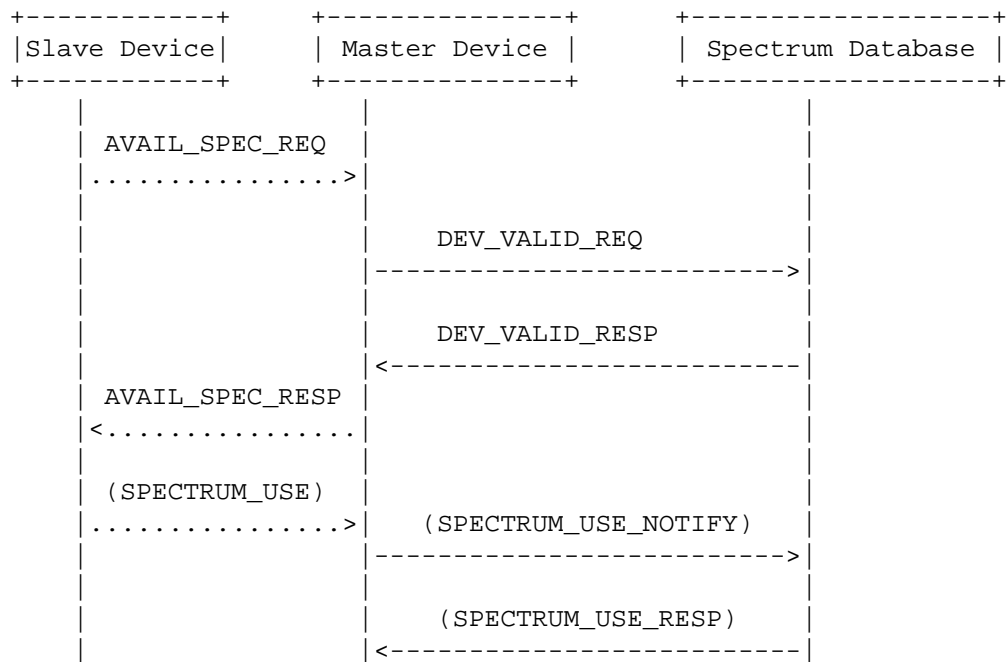 Slave Device Master Device Spectrum Database
AVAIL_SPEC_REQ
DEV_VALID_REQ
DEV_VALID_RESP
AVAIL_SPEC_RESP
(SPECTRUM_USE)
(SPECTRUM_USE_NOTIFY)
(SPECTRUM_USE_RESP)